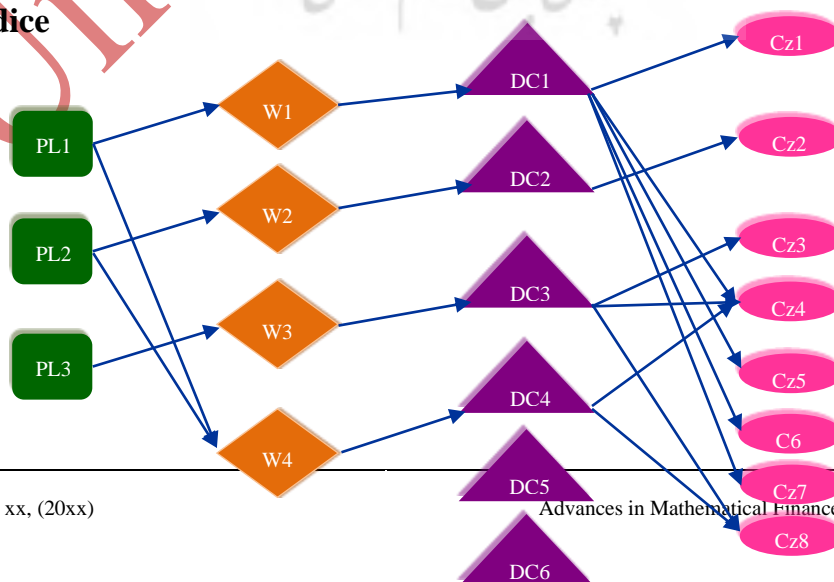 dice
Cz1
DC1
W1
PL1
Cz2
DC2
W2
Cz3
PL2
DC3
Cz4
W3
PL3
Cz5
DC4
C6
W4
DC5
Cz7
xx, (20xx)
Advances in Mathematical Finance
Cz8
DC6